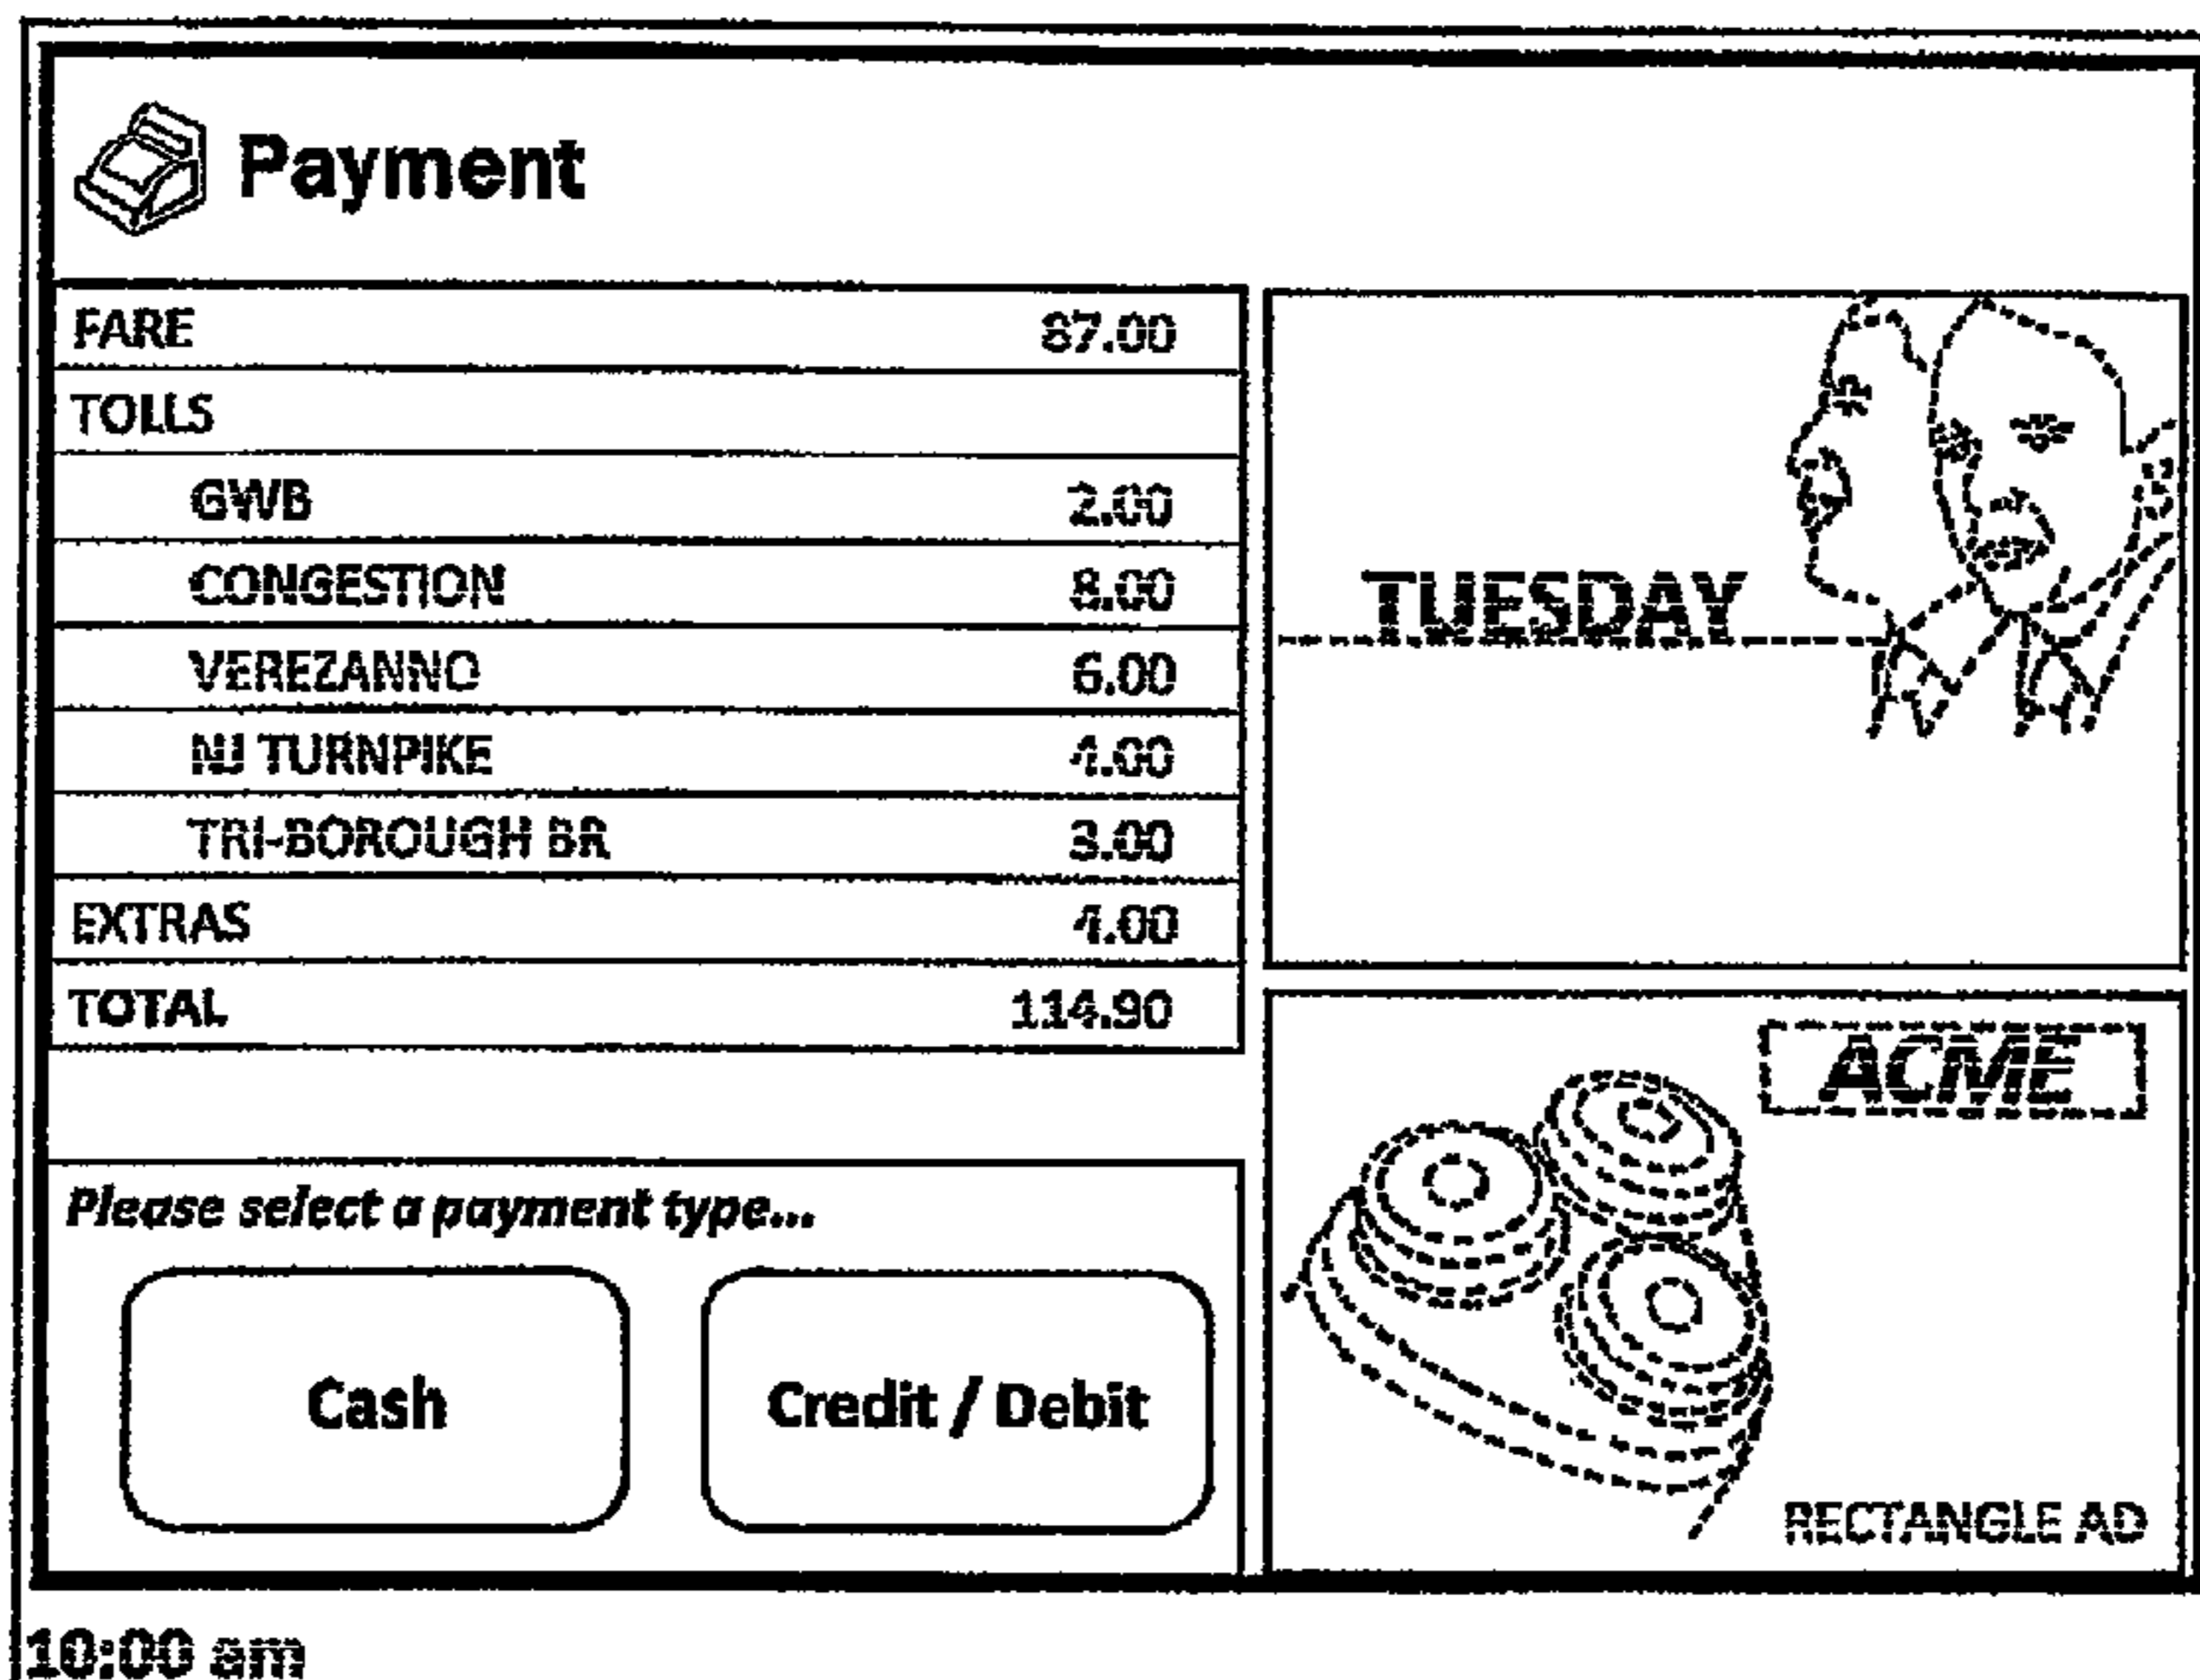 Payment
FARE 87.00
TOLLS
GWB 2.00
CONGESTION 8.00
VEREZANNO 6.00
NJ TURNPIKE 4.00
TRI-BOROUGH BR 3.00
EXTRAS 4.00
TOTAL 114.90
Please select a payment type...
Cash
Credit / Debit
TUESDAY
ACME
RECTANGLE AD
10:00 am